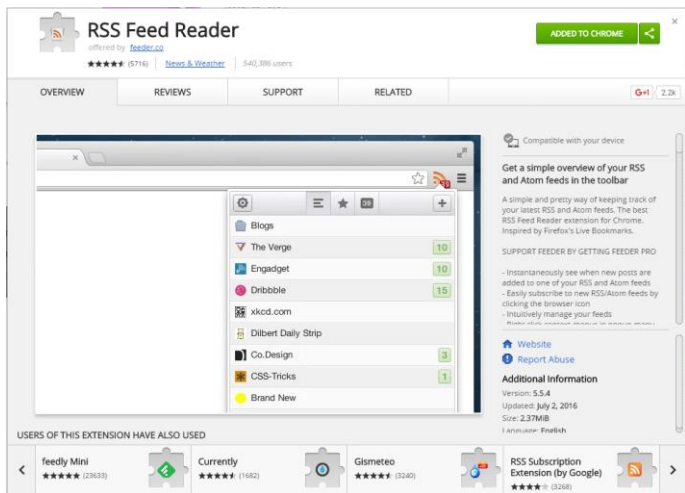 RSS Feed Reader
offered by feeder.co
(5716) News & Weather 540,386 users
ADDED TO CHROME
OVERVIEW REVIEWS SUPPORT RELATED
G+1 2.2k
39
Blogs
The Verge 10
Engadget 10
Dribbble 15
xkcd.com
Dilbert Daily Strip
Co.Design 3
CSS-Tricks 1
Brand New
Compatible with your device
Get a simple overview of your RSS
and Atom feeds in the toolbar
A simple and pretty way of keeping track of
your latest RSS and Atom feeds. The best
RSS Feed Reader extension for Chrome.
Inspired by Firefox's Live Bookmarks.
SUPPORT FEEDER BY GETTING FEEDER PRO
- Instantaneously see when new posts are
added to one of your RSS and Atom feeds
- Easily subscribe to new RSS/Atom feeds by
clicking the browser icon
- Intuitively manage your feeds
- Right click context menus in popup menu
Website
Report Abuse
Additional Information
Version: 5.5.4
Updated: July 2, 2016
Size: 2.37MiB
Language: English
USERS OF THIS EXTENSION HAVE ALSO USED
feedly Mini
(23633)
Currently
(1682)
Gismeteo
(3240)
RSS Subscription
Extension (by Google)
(3268)